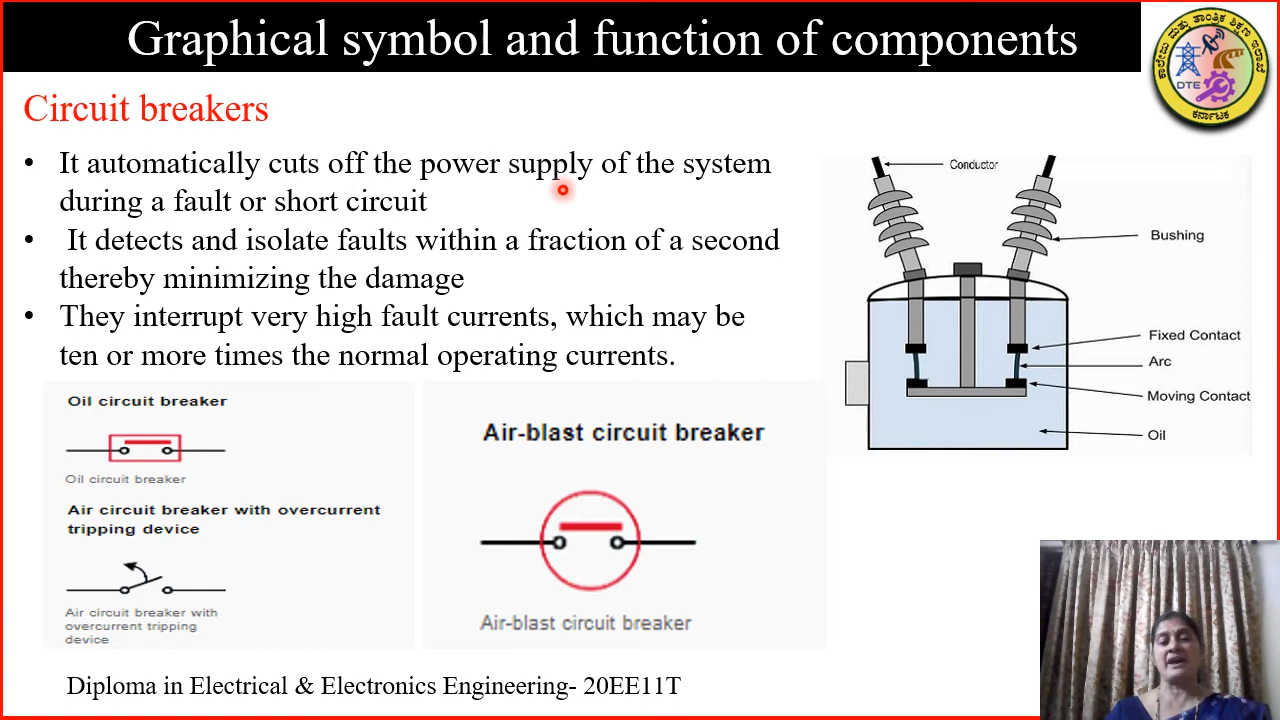 Graphical symbol and function of components
ಕಾಲೇಜು ಮತ್ತು ತಾಂತ್ರಿಕ ಶಿಕ್ಷಣ ಇಲಾಖೆ
DTE
ಕರ್ನಾಟಕ
Circuit breakers
• It automatically cuts off the power supply of the system
during a fault or short circuit
• It detects and isolate faults within a fraction of a second
thereby minimizing the damage
• They interrupt very high fault currents, which may be
ten or more times the normal operating currents.
Conductor
Bushing
Fixed Contact
Arc
Moving Contact
Oil
Oil circuit breaker
Oil circuit breaker
Air circuit breaker with overcurrent
tripping device
Air circuit breaker with
overcurrent tripping
device
Air-blast circuit breaker
Air-blast circuit breaker
Diploma in Electrical & Electronics Engineering- 20EE11T